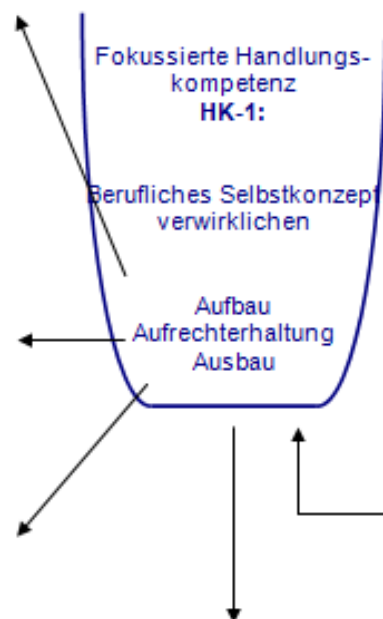 Fokussierte Handlungs-
kompetenz
HK-1:
Berufliches Selbstkonzept
verwirklichen
Aufbau
Aufrechterhaltung
Ausbau